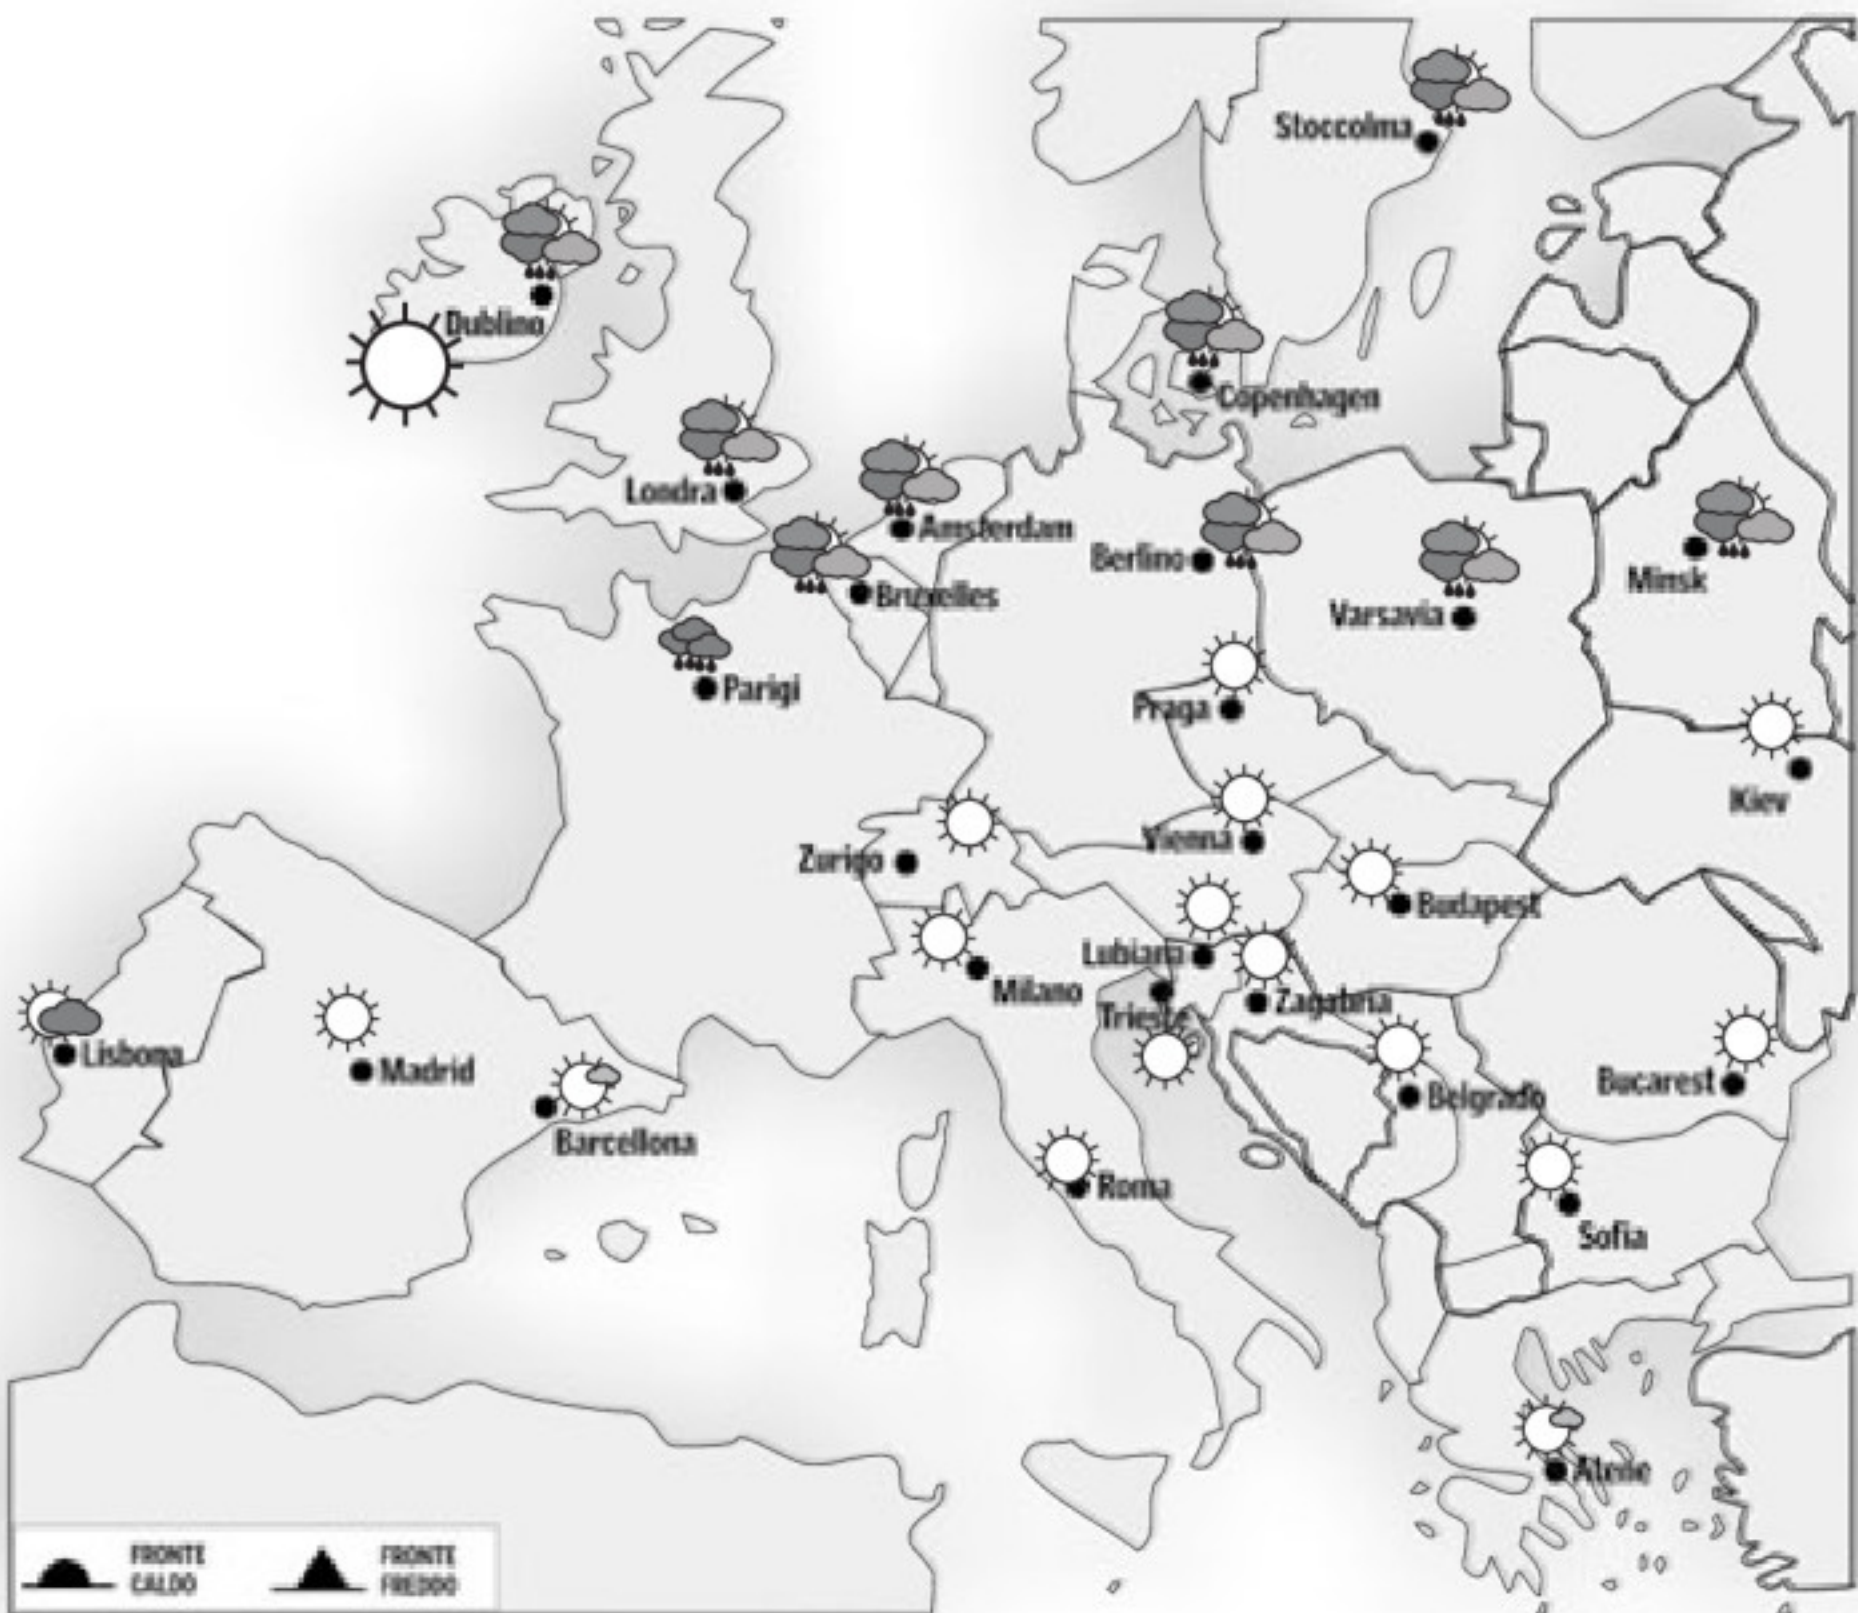 Stoccolma
Dublino
Copenhagen
Londra
Amsterdam
Berlino
Minsk
Bruxelles
Varsavia
Parigi
Praga
Kiev
Vienna
Zurigo
Budapest
Lubiana
Milano
Zagabria
Trieste
Lisbona
Madrid
Bucarest
Belgrado
Barcellona
Roma
Sofia
Atene
FRONTE
CALDO
FRONTE
FREDDO